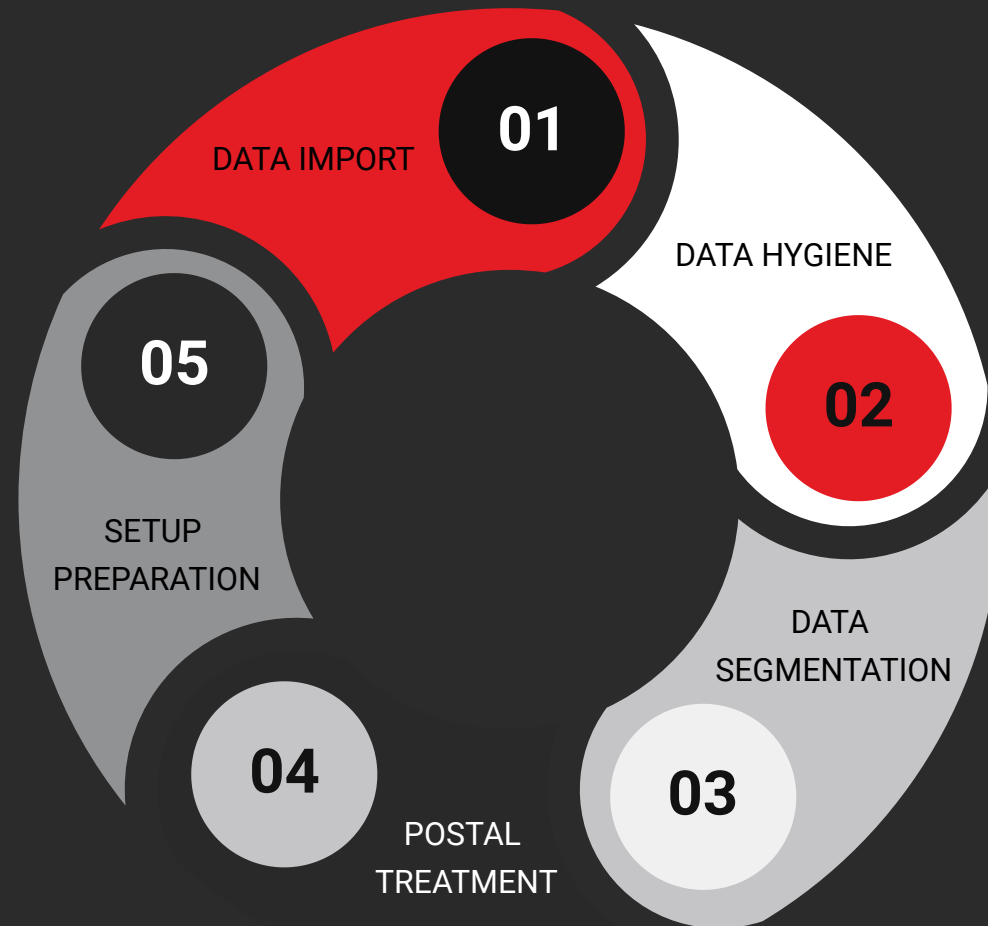 01
DATA IMPORT
DATA HYGIENE
02
DATA
SEGMENTATION
03
POSTAL
TREATMENT
04
SETUP
PREPARATION
05